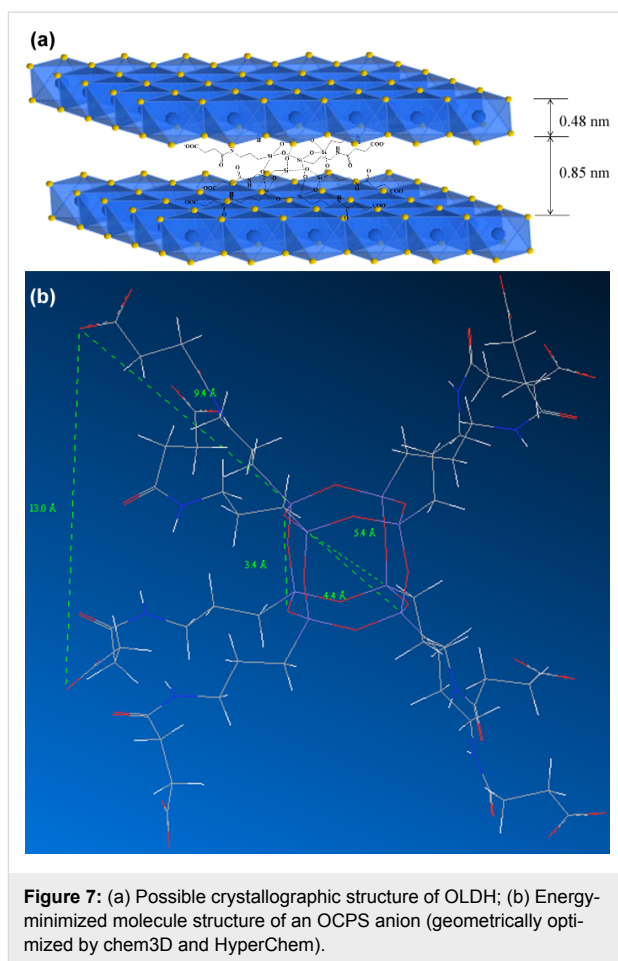 (a)
0.48 nm
0.85 nm
(b)
9.4 Å
13.0 Å
5.4 Å
3.4 Å
4.4 Å
Figure 7: (a) Possible crystallographic structure of OLDH; (b) Energy-
minimized molecule structure of an OCPS anion (geometrically opti-
mized by chem3D and HyperChem).